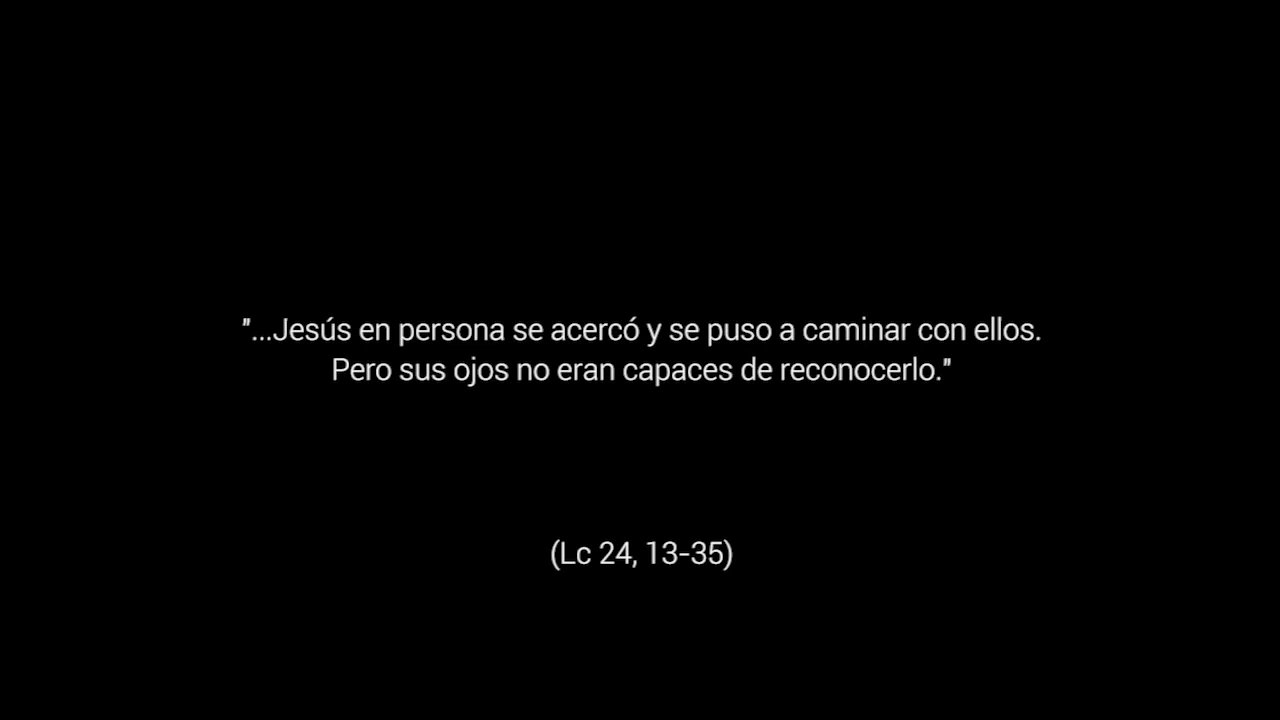 "...Jesús en persona se acercó y se puso a caminar con ellos.
Pero sus ojos no eran capaces de reconocerlo."
(Lc 24, 13-35)